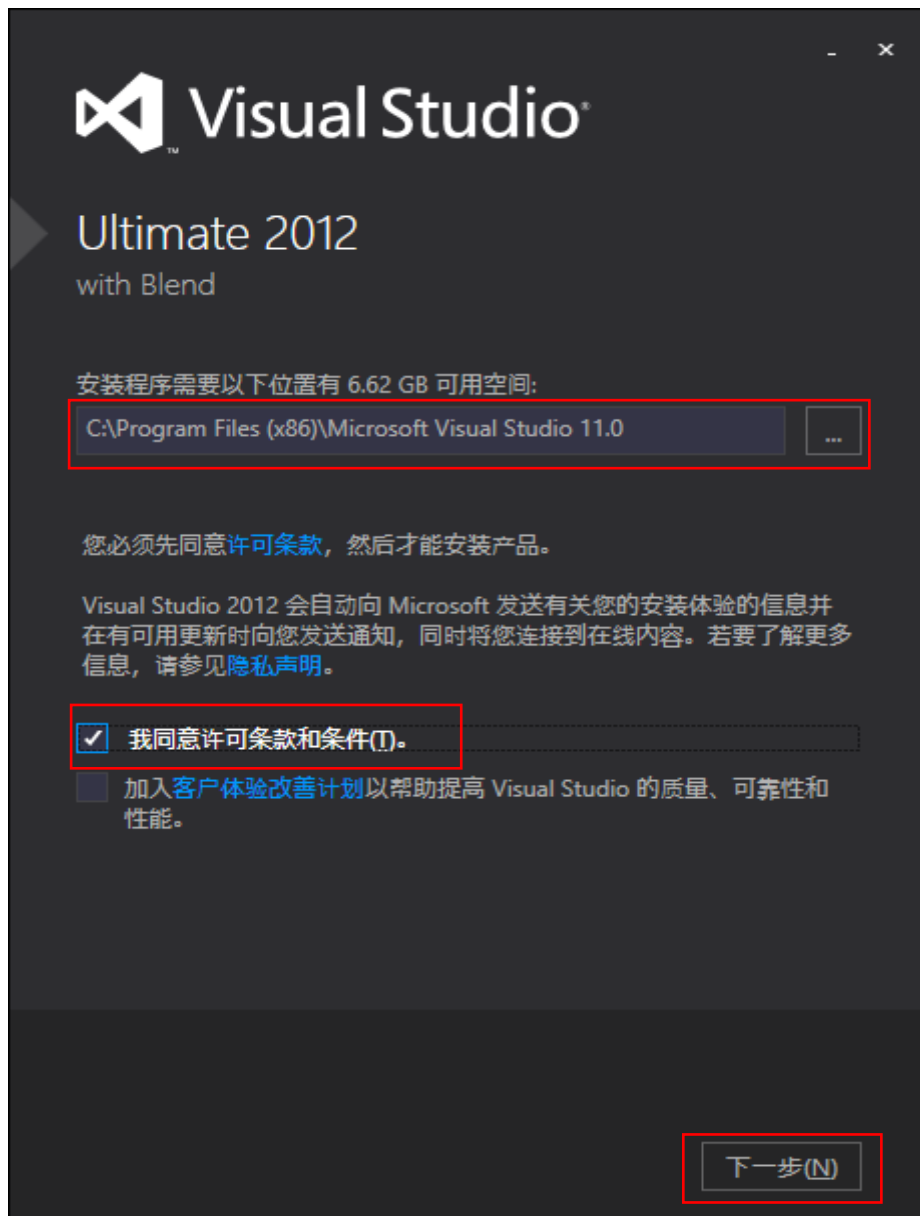 Visual Studio
Ultimate 2012
with Blend
安装程序需要以下位置有 6.62 GB 可用空间:
C:\Program Files (x86)\Microsoft Visual Studio 11.0
...
您必须先同意许可条款，然后才能安装产品。
Visual Studio 2012 会自动向 Microsoft 发送有关您的安装体验的信息并
在有可用更新时向您发送通知，同时将您连接到在线内容。若要了解更多
信息，请参见隐私声明。
我同意许可条款和条件(T)。
加入客户体验改善计划以帮助提高 Visual Studio 的质量、可靠性和
性能。
下一步(N)